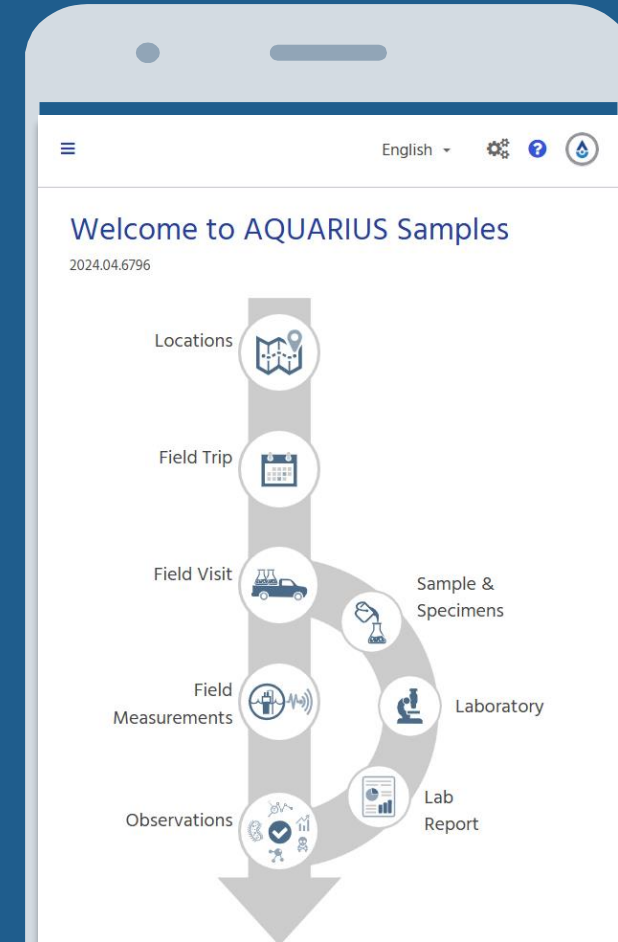 English
Welcome to AQUARIUS Samples
2024.04.6796
Locations
Field Trip
Field Visit
Sample &
Specimens
Field
Measurements
Laboratory
Lab
Report
Observations